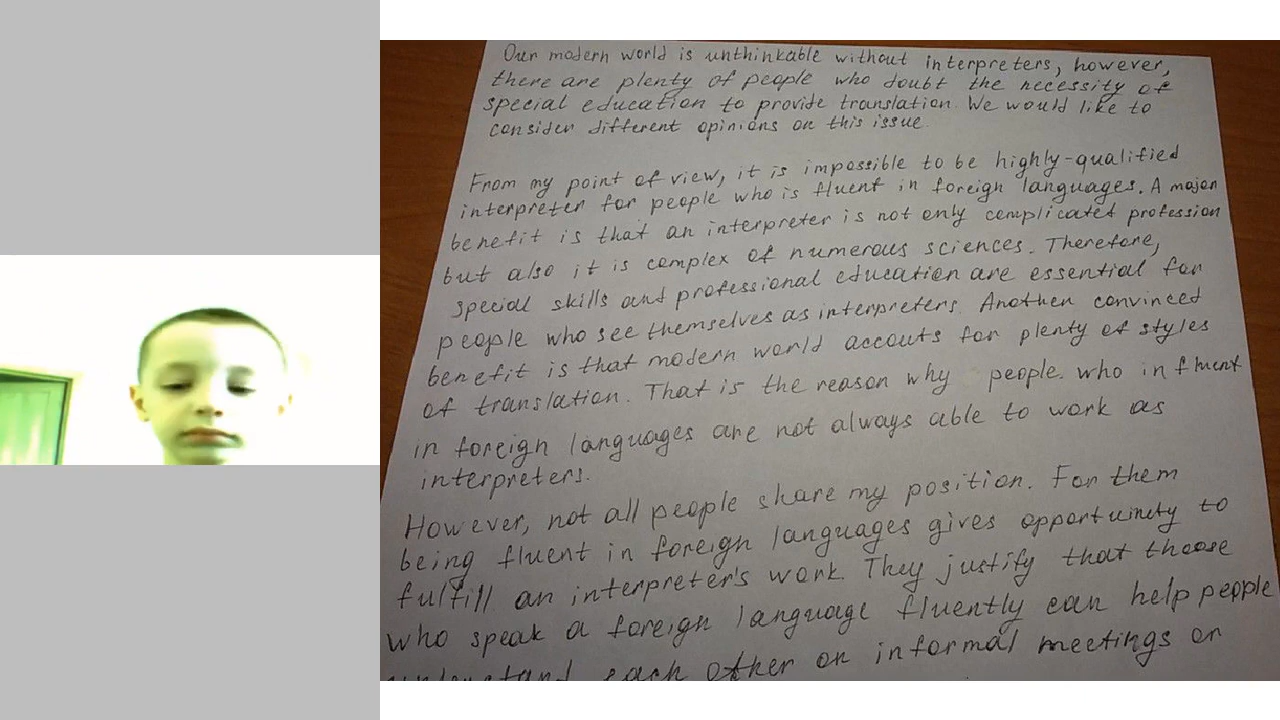 Our modern world is unthinkable without interpreters, however,
there are plenty of people who doubt the necessity of
special education to provide translation. We would like to
consider different opinions on this issue.
From my point of view, it is impossible to be highly-qualified
interpreter for people who is fluent in foreign languages. A major
benefit is that an interpreter is not only complicated profession
but also it is complex of numerous sciences. Therefore,
special skills and professional education are essential for
people who see themselves as interpreters. Another convinced
benefit is that modern world accouts for plenty of styles
of translation. That is the reason why people who in fluent
in foreign languages are not always able to work as
interpreters.
However, not all people share my position. For them
being fluent in foreign languages gives opportuinety to
fulfill an interpreter's work. They justify that thoose
who speak a foreign language fluently can help people
understand each other on informal meetings or